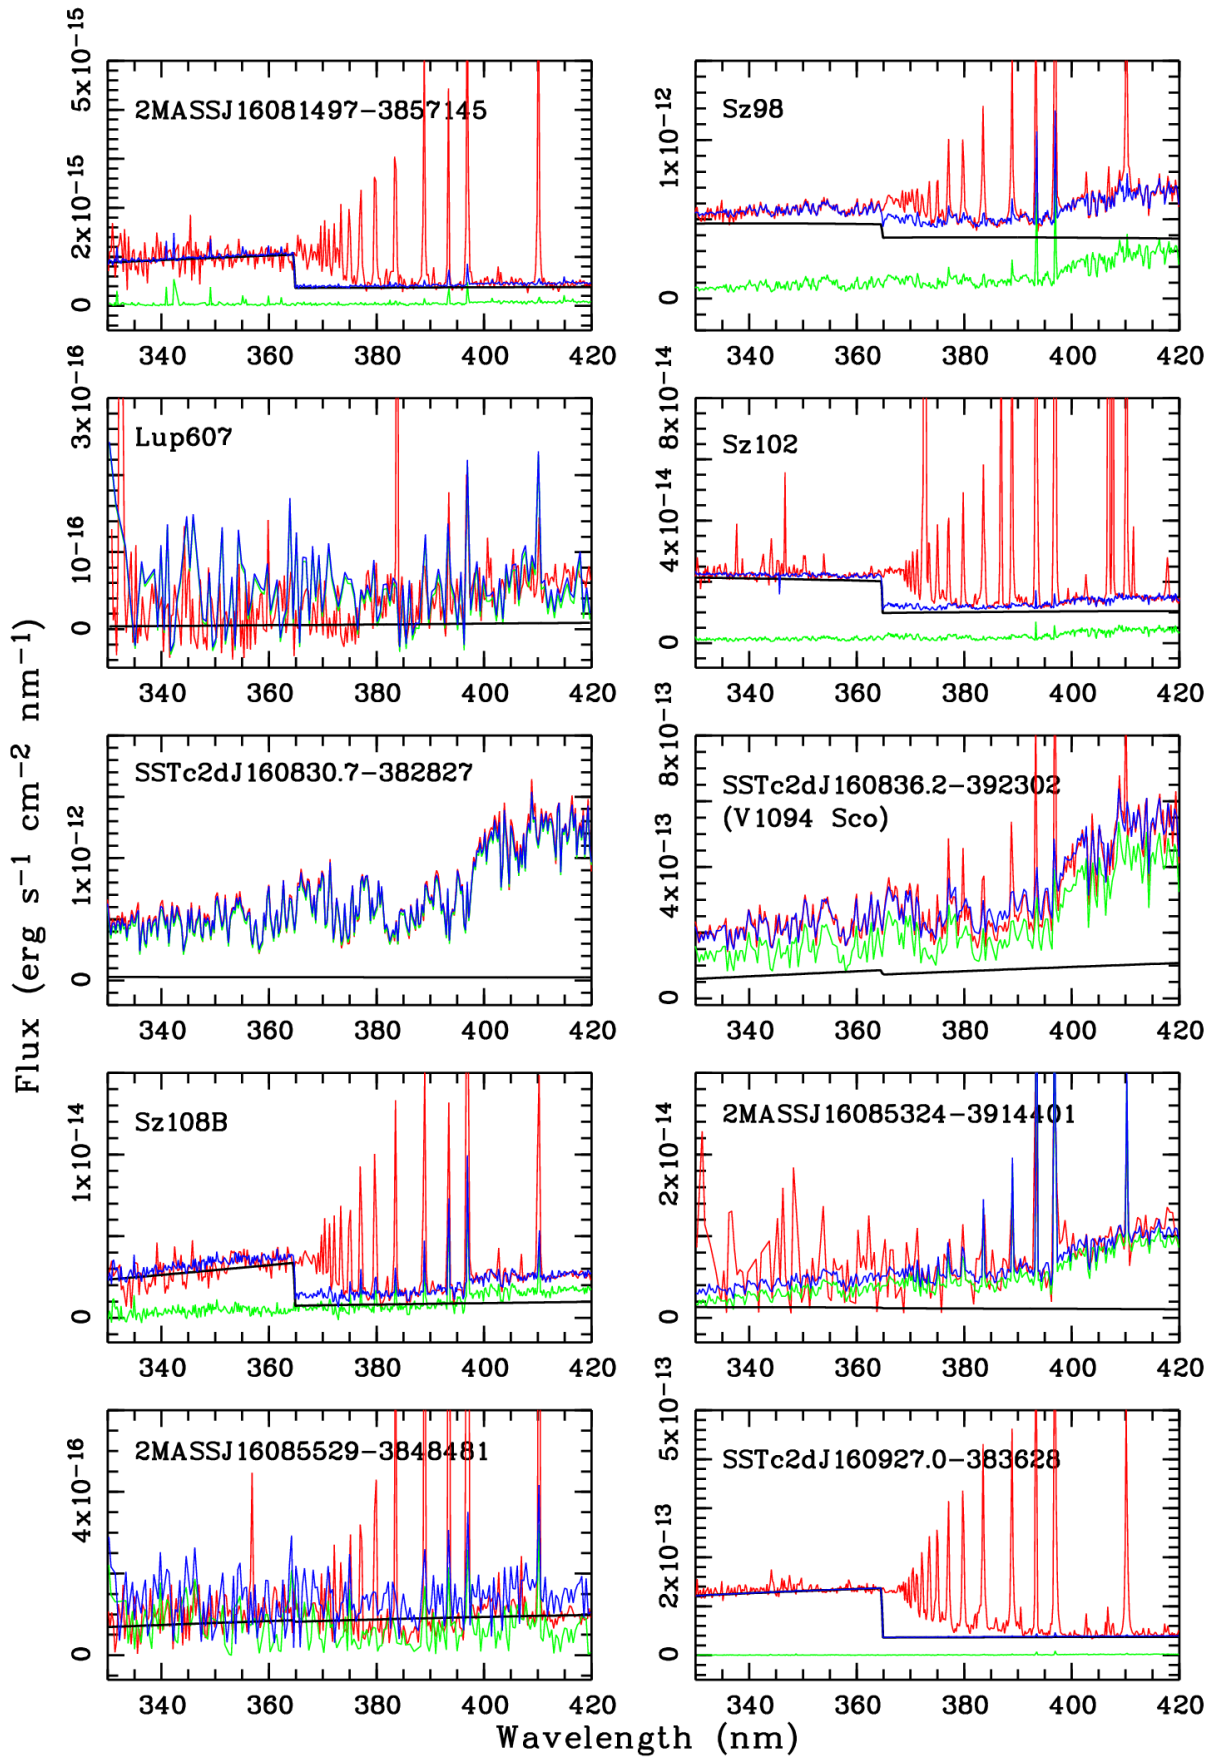 2MASSJ16081497−3857145
0
2x10−15
5x10−15
340 360 380 400 420
Sz98
0
1x10−12
340 360 380 400 420
Lup607
0
10−16
3x10−16
340 360 380 400 420
Sz102
0
4x10−14
8x10−14
340 360 380 400 420
SSTc2dJ160830.7−382827
0
1x10−12
340 360 380 400 420
SSTc2dJ160836.2−392302
(V1094 Sco)
0
4x10−13
8x10−13
340 360 380 400 420
Sz108B
0
1x10−14
340 360 380 400 420
2MASSJ16085324−3914401
0
2x10−14
340 360 380 400 420
2MASSJ16085529−3848481
0
4x10−16
340 360 380 400 420
SSTc2dJ160927.0−383628
0
2x10−13
5x10−13
340 360 380 400 420
Flux (erg s−1 cm−2 nm−1)
Wavelength (nm)